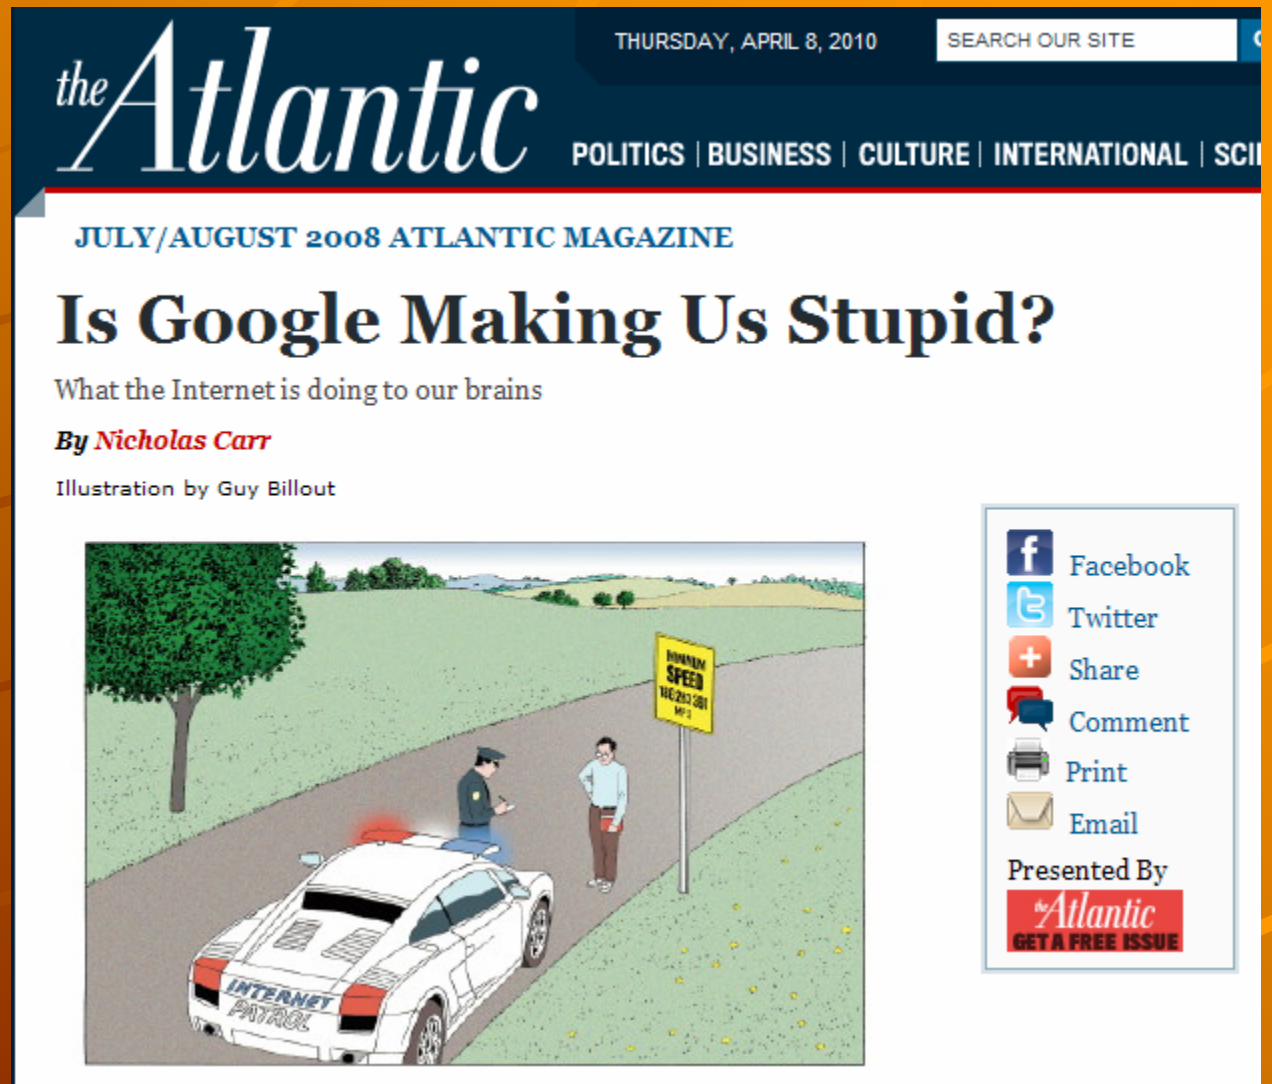 the Atlantic
THURSDAY, APRIL 8, 2010
SEARCH OUR SITE
POLITICS | BUSINESS | CULTURE | INTERNATIONAL |
JULY/AUGUST 2008 ATLANTIC MAGAZINE
Is Google Making Us Stupid?
What the Internet is doing to our brains
By Nicholas Carr
Illustration by Guy Billout
MINIMUM
SPEED
INTERNET
PATROL
Facebook
Twitter
Share
Comment
Print
Email
Presented By
the Atlantic
GET A FREE ISSUE